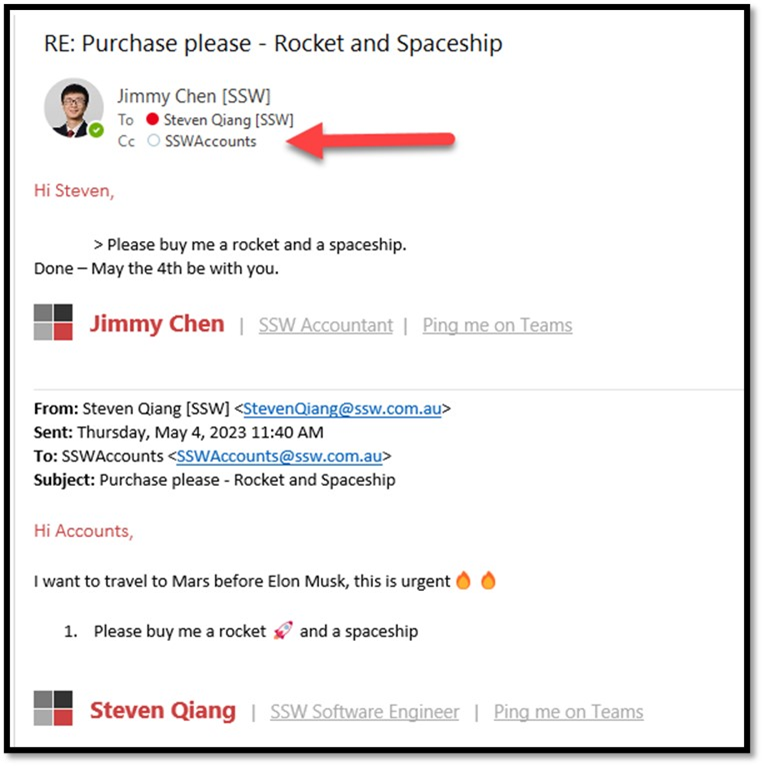 RE: Purchase please - Rocket and Spaceship
Jimmy Chen [SSW]
To Steven Qiang [SSW]
Cc SSWAccounts
Hi Steven,
> Please buy me a rocket and a spaceship.
Done – May the 4th be with you.
Jimmy Chen | SSW Accountant | Ping me on Teams
From: Steven Qiang [SSW] <StevenQiang@ssw.com.au>
Sent: Thursday, May 4, 2023 11:40 AM
To: SSWAccounts <SSWAccounts@ssw.com.au>
Subject: Purchase please - Rocket and Spaceship
Hi Accounts,
I want to travel to Mars before Elon Musk, this is urgent 🔥 🔥
1. Please buy me a rocket 🚀 and a spaceship
Steven Qiang | SSW Software Engineer | Ping me on Teams